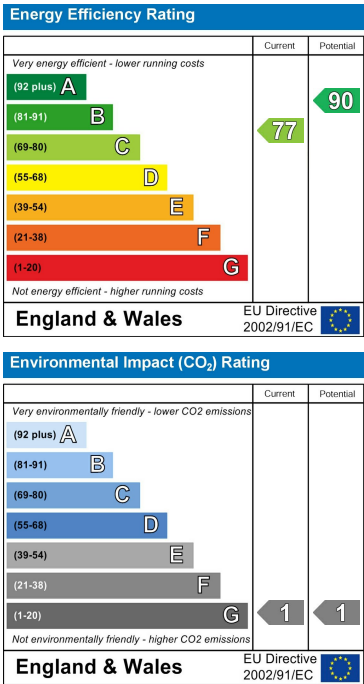 Energy Efficiency Rating
Current Potential
Very energy efficient - lower running costs
(92 plus) A
(81-91) B
(69-80) C
(55-68) D
(39-54) E
(21-38) F
(1-20) G
77
90
Not energy efficient - higher running costs
England & Wales
EU Directive
2002/91/EC
Environmental Impact (CO₂) Rating
Current Potential
Very environmentally friendly - lower CO2 emissions
(92 plus) A
(81-91) B
(69-80) C
(55-68) D
(39-54) E
(21-38) F
(1-20) G
1
1
Not environmentally friendly - higher CO2 emissions
England & Wales
EU Directive
2002/91/EC